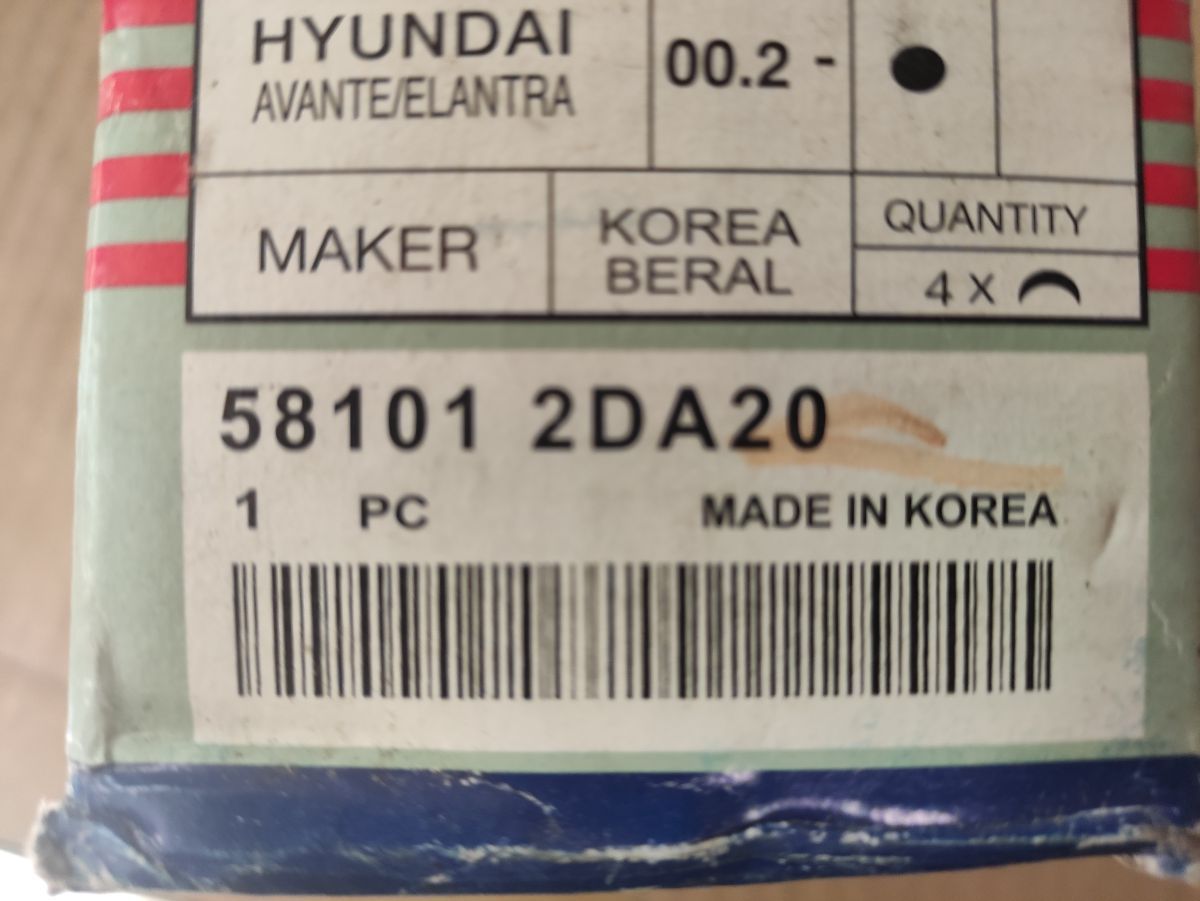 HYUNDAI
AVANTE/ELANTRA
00.2 -
MAKER
KOREA
BERAL
QUANTITY
4 X
58101 2DA20
1 PC
MADE IN KOREA